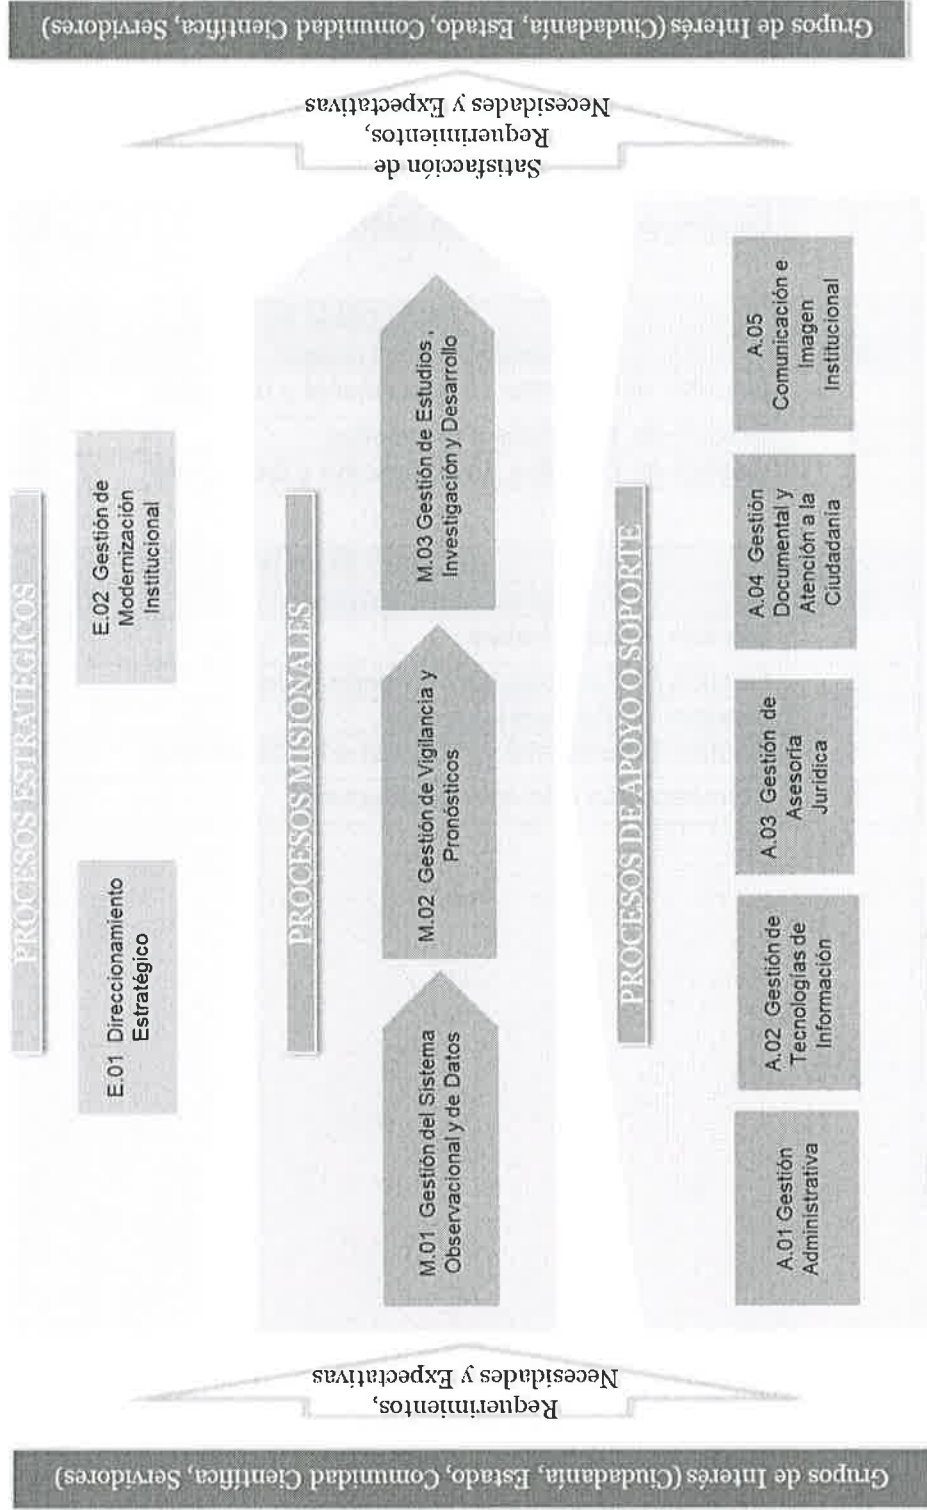 Grupos de Interés (Ciudadanía, Estado, Comunidad Científica, Servidores)
Requerimientos,
Necesidades y Expectativas
PROCESOS ESTRATEGICOS
E.01 Direccionamiento
Estratégico
E.02 Gestión de
Modernización
Institucional
PROCESOS MISIONALES
M.01 Gestión del Sistema
Observacional y de Datos
M.02 Gestión de Vigilancia y
Pronósticos
M.03 Gestión de Estudios ,
Investigación y Desarrollo
PROCESOS DE APOYO O SOPORTE
A.01 Gestión
Administrativa
A.02 Gestión de
Tecnologías de
Información
A.03 Gestión de
Asesoría
Jurídica
A.04 Gestión
Documental y
Atención a la
Ciudadanía
A.05
Comunicación e
Imagen
Institucional
Satisfacción de
Requerimientos,
Necesidades y Expectativas
Grupos de Interés (Ciudadanía, Estado, Comunidad Científica, Servidores)